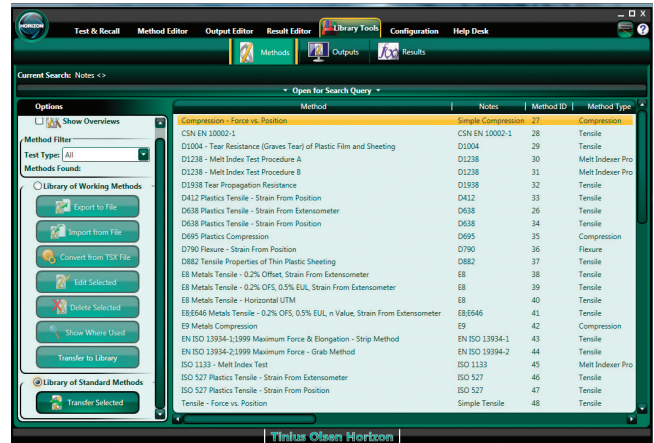 HORIZON
Test & Recall Method Editor Output Editor Result Editor Library Tools Configuration Help Desk
Methods Outputs f(x) Results
Current Search: Notes <>
Open for Search Query
Options Method Notes Method ID Method Type
Show Overviews
Method Filter
Test Type: All
Methods Found:
Library of Working Methods
Export to File
Import from File
Convert from TSX File
Edit Selected
Delete Selected
Show Where Used
Transfer to Library
Library of Standard Methods
Transfer Selected
Compression - Force vs. Position Simple Compression 27 Compression
CSN EN 10002-1 CSN EN 10002-1 28 Tensile
D1004 - Tear Resistance (Graves Tear) of Plastic Film and Sheeting D1004 29 Tensile
D1238 - Melt Index Test Procedure A D1238 30 Melt Indexer Pro
D1238 - Melt Index Test Procedure B D1238 31 Melt Indexer Pro
D1938 Tear Propagation Resistance D1938 32 Tensile
D412 Plastics Tensile - Strain From Position D412 33 Tensile
D638 Plastics Tensile - Strain From Extensometer D638 26 Tensile
D638 Plastics Tensile - Strain From Position D638 34 Tensile
D695 Plastics Compression D695 35 Compression
D790 Flexure - Strain From Position D790 36 Flexure
D882 Tensile Properties of Thin Plastic Sheeting D882 37 Tensile
E8 Metals Tensile - 0.2% Offset, Strain From Extensometer E8 38 Tensile
E8 Metals Tensile - 0.2% OFS, 0.5% EUL, Strain From Extensometer E8 39 Tensile
E8 Metals Tensile - Horizontal UTM E8 40 Tensile
E8;E646 Metals Tensile - 0.2% OFS, 0.5% EUL, n Value, Strain From Extensometer E8;E646 41 Tensile
E9 Metals Compression E9 42 Compression
EN ISO 13934-1;1999 Maximum Force & Elongation - Strip Method EN ISO 13934-1 43 Tensile
EN ISO 13934-2;1999 Maximum Force - Grab Method EN ISO 19394-2 44 Tensile
ISO 1133 - Melt Index Test ISO 1133 45 Melt Indexer Pro
ISO 527 Plastics Tensile - Strain From Extensometer ISO 527 46 Tensile
ISO 527 Plastics Tensile - Strain From Position ISO 527 47 Tensile
Tensile - Force vs. Position Simple Tensile 48 Tensile
Tinius Olsen Horizon